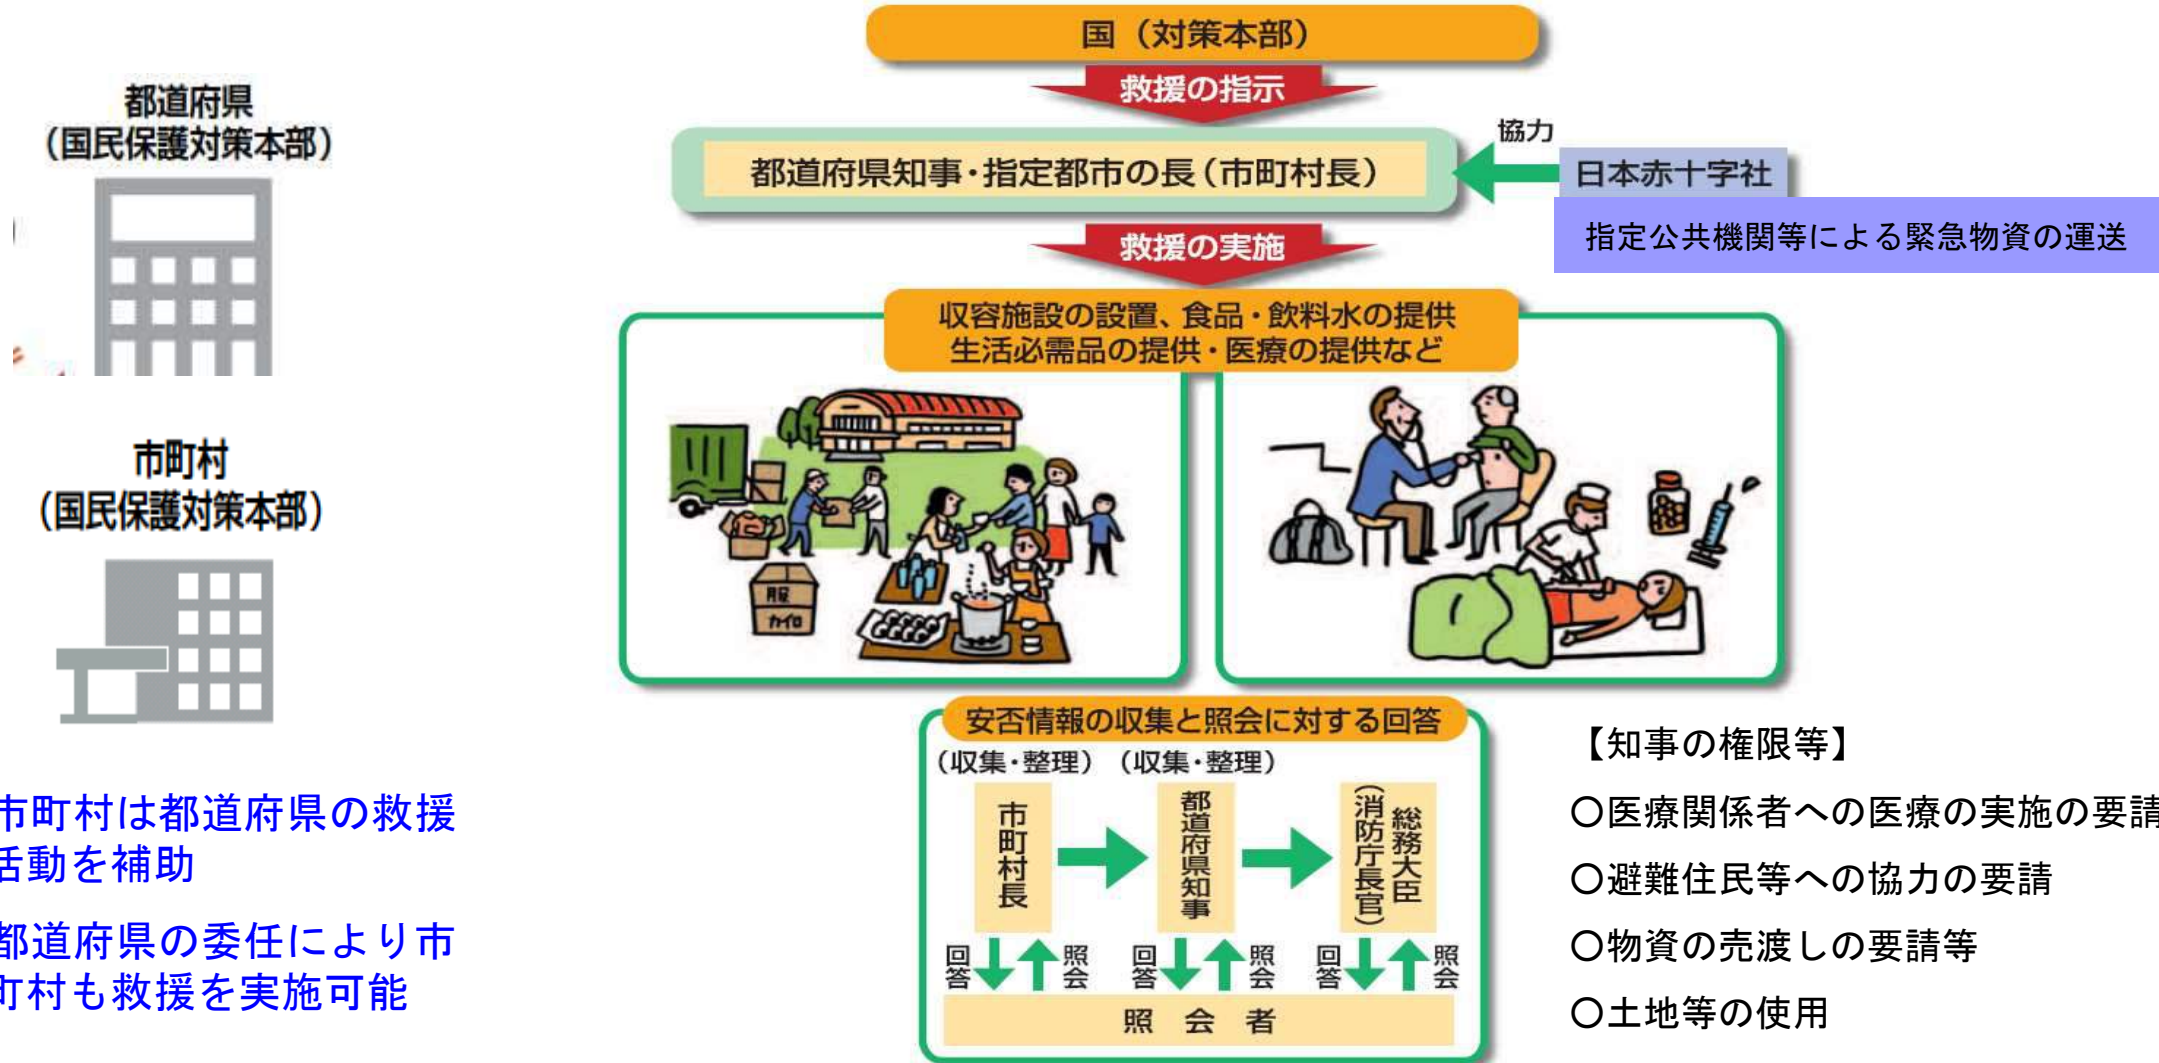 都道府県
（国民保護対策本部）
市町村
（国民保護対策本部）
市町村は都道府県の救援
活動を補助
都道府県の委任により市
町村も救援を実施可能
国（対策本部）
救援の指示
都道府県知事・指定都市の長（市町村長）
協力
日本赤十字社
指定公共機関等による緊急物資の運送
救援の実施
収容施設の設置、食品・飲料水の提供
生活必需品の提供・医療の提供など
服
カイロ
安否情報の収集と照会に対する回答
（収集・整理）
（収集・整理）
市町村長
都道府県知事
総務大臣
（消防庁長官）
回答
照会
回答
照会
回答
照会
照会者
【知事の権限等】
〇医療関係者への医療の実施の要請
〇避難住民等への協力の要請
〇物資の売渡しの要請等
〇土地等の使用